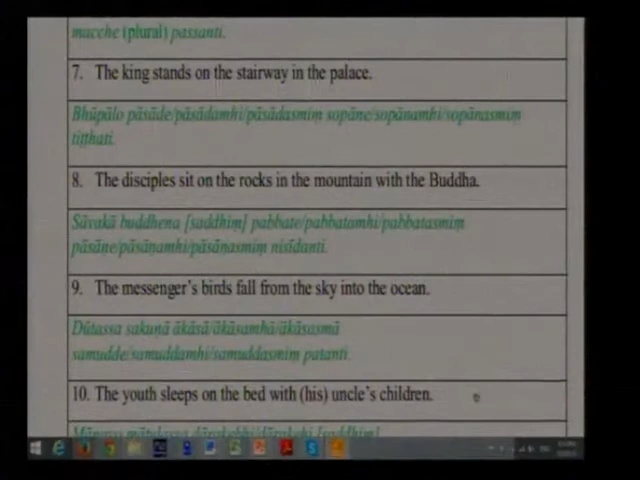 macche (plural) passanti.
7. The king stands on the stairway in the palace.
Bhūpālo pāsāde/pāsādamhi/pāsādasmiṃ sopāne/sopānamhi/sopānasmiṃ
tiṭṭhati.
8. The disciples sit on the rocks in the mountain with the Buddha.
Sāvakā buddhena [saddhiṃ] pabbate/pabbatamhi/pabbatasmiṃ
pāsāṇe/pāsāṇamhi/pāsāṇasmiṃ nisīdanti.
9. The messenger's birds fall from the sky into the ocean.
Dūtassa sakuṇā ākāsā/ākāsamhā/ākāsasmā
samudde/samuddamhi/samuddasmiṃ patanti.
10. The youth sleeps on the bed with (his) uncle's children.